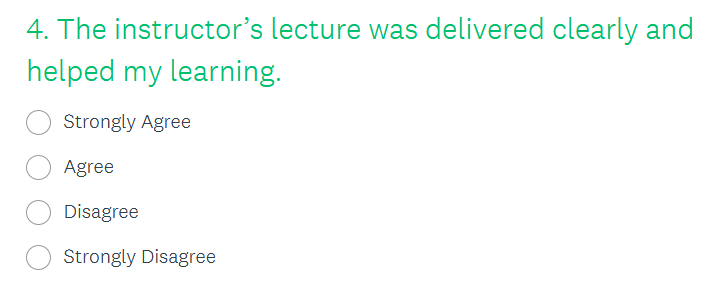 4. The instructor’s lecture was delivered clearly and
helped my learning.
Strongly Agree
Agree
Disagree
Strongly Disagree